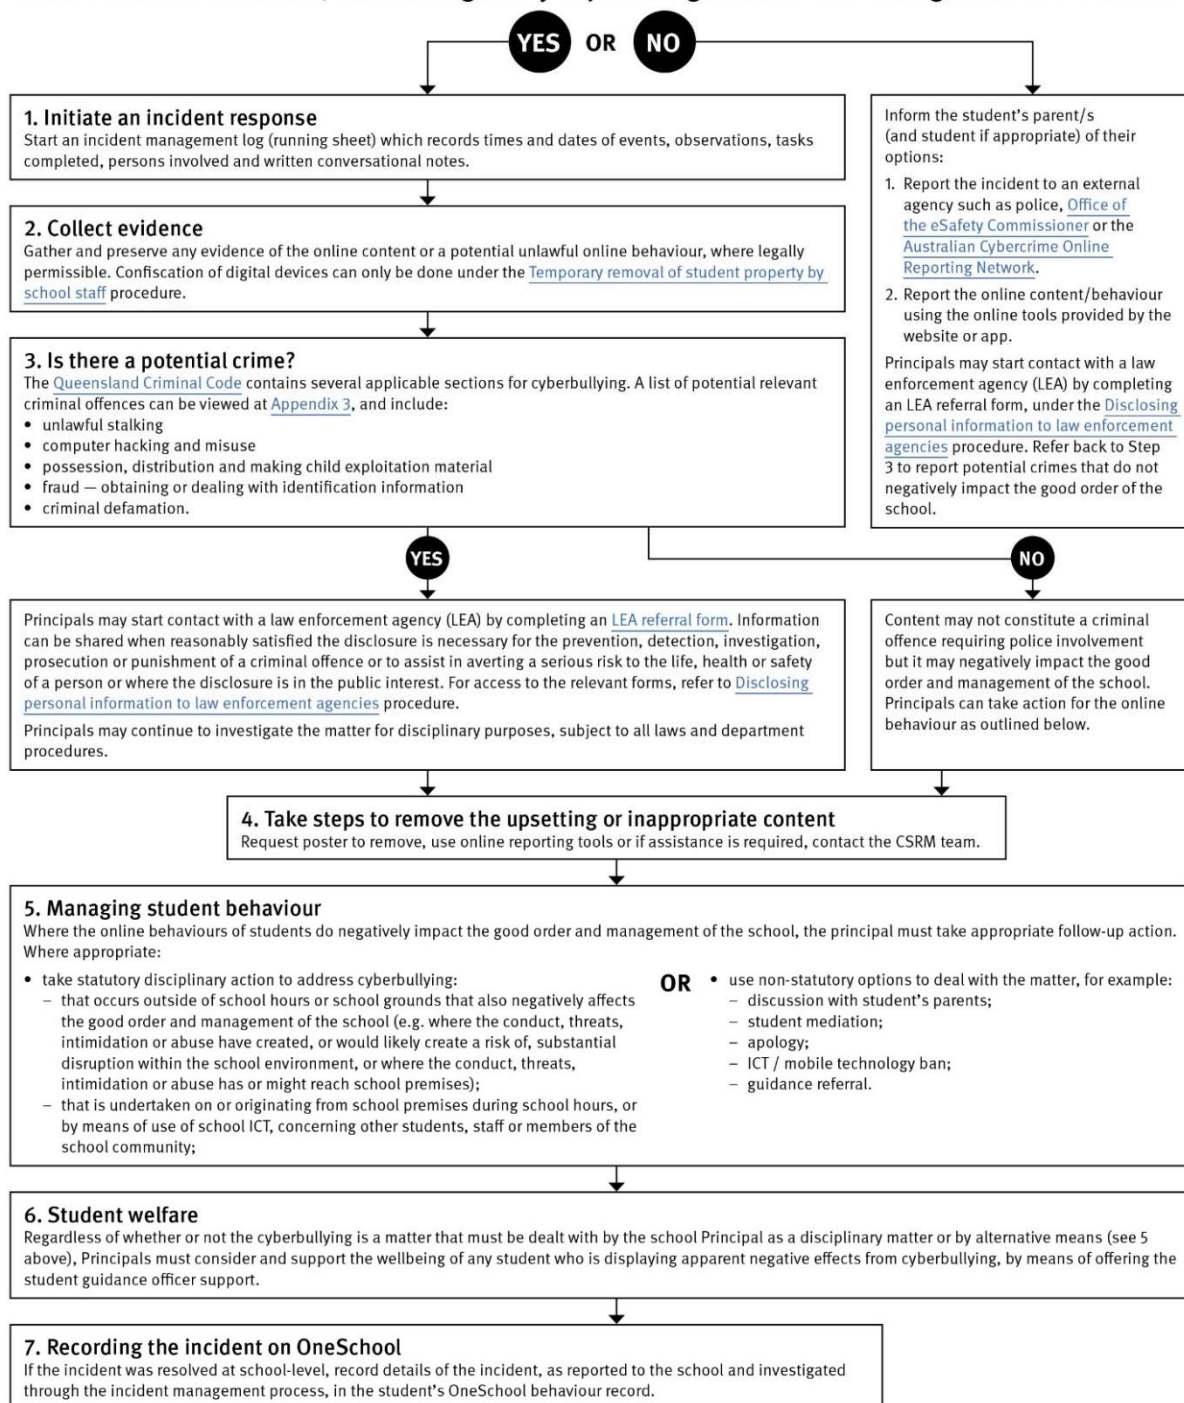 YES OR NO
1. Initiate an incident response
Start an incident management log (running sheet) which records times and dates of events, observations, tasks
completed, persons involved and written conversational notes.
2. Collect evidence
Gather and preserve any evidence of the online content or a potential unlawful online behaviour, where legally
permissible. Confiscation of digital devices can only be done under the Temporary removal of student property by
school staff procedure.
3. Is there a potential crime?
The Queensland Criminal Code contains several applicable sections for cyberbullying. A list of potential relevant
criminal offences can be viewed at Appendix 3, and include:
• unlawful stalking
• computer hacking and misuse
• possession, distribution and making child exploitation material
• fraud — obtaining or dealing with identification information
• criminal defamation.
Inform the student's parent/s
(and student if appropriate) of their
options:
1. Report the incident to an external
agency such as police, Office of
the eSafety Commissioner or the
Australian Cybercrime Online
Reporting Network.
2. Report the online content/behaviour
using the online tools provided by the
website or app.
Principals may start contact with a law
enforcement agency (LEA) by completing
an LEA referral form, under the Disclosing
personal information to law enforcement
agencies procedure. Refer back to Step
3 to report potential crimes that do not
negatively impact the good order of the
school.
YES
NO
Principals may start contact with a law enforcement agency (LEA) by completing an LEA referral form. Information
can be shared when reasonably satisfied the disclosure is necessary for the prevention, detection, investigation,
prosecution or punishment of a criminal offence or to assist in averting a serious risk to the life, health or safety
of a person or where the disclosure is in the public interest. For access to the relevant forms, refer to Disclosing
personal information to law enforcement agencies procedure.
Principals may continue to investigate the matter for disciplinary purposes, subject to all laws and department
procedures.
Content may not constitute a criminal
offence requiring police involvement
but it may negatively impact the good
order and management of the school.
Principals can take action for the online
behaviour as outlined below.
4. Take steps to remove the upsetting or inappropriate content
Request poster to remove, use online reporting tools or if assistance is required, contact the CSRM team.
5. Managing student behaviour
Where the online behaviours of students do negatively impact the good order and management of the school, the principal must take appropriate follow-up action.
Where appropriate:
• take statutory disciplinary action to address cyberbullying:
– that occurs outside of school hours or school grounds that also negatively affects
the good order and management of the school (e.g. where the conduct, threats,
intimidation or abuse have created, or would likely create a risk of, substantial
disruption within the school environment, or where the conduct, threats,
intimidation or abuse has or might reach school premises);
– that is undertaken on or originating from school premises during school hours, or
by means of use of school ICT, concerning other students, staff or members of the
school community;
OR
• use non-statutory options to deal with the matter, for example:
– discussion with student's parents;
– student mediation;
– apology;
– ICT / mobile technology ban;
– guidance referral.
6. Student welfare
Regardless of whether or not the cyberbullying is a matter that must be dealt with by the school Principal as a disciplinary matter or by alternative means (see 5
above), Principals must consider and support the wellbeing of any student who is displaying apparent negative effects from cyberbullying, by means of offering the
student guidance officer support.
7. Recording the incident on OneSchool
If the incident was resolved at school-level, record details of the incident, as reported to the school and investigated
through the incident management process, in the student's OneSchool behaviour record.